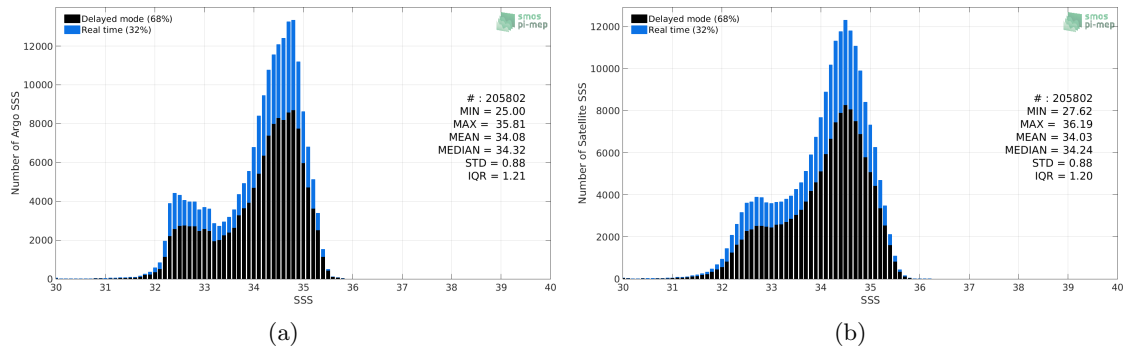 Delayed mode (68%)
Real time (32%)
smos
pi-mep
12000
10000
8000
6000
4000
2000
0
Number of Argo SSS
# : 205802
MIN = 25.00
MAX = 35.81
MEAN = 34.08
MEDIAN = 34.32
STD = 0.88
IQR = 1.21
30 31 32 33 34 35 36 37 38 39 40
SSS
(a)
Delayed mode (68%)
Real time (32%)
smos
pi-mep
12000
10000
8000
6000
4000
2000
0
Number of Satellite SSS
# : 205802
MIN = 27.62
MAX = 36.19
MEAN = 34.03
MEDIAN = 34.24
STD = 0.88
IQR = 1.20
30 31 32 33 34 35 36 37 38 39 40
SSS
(b)